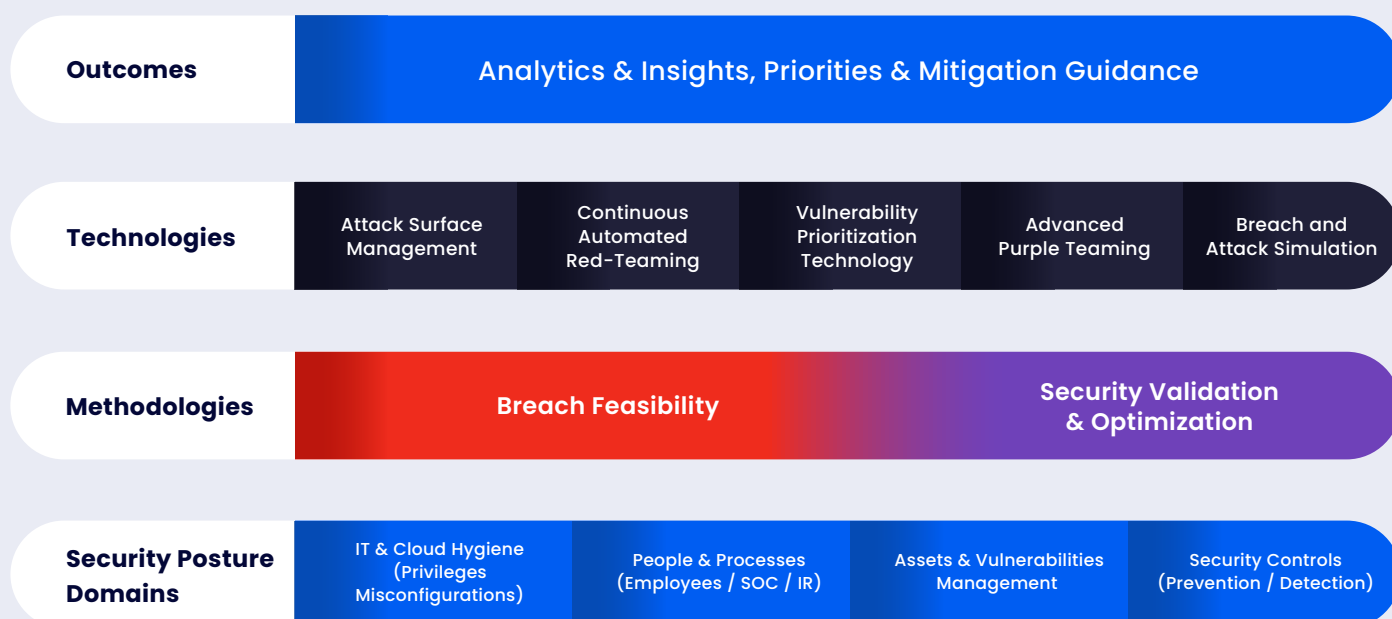 Outcomes
Analytics & Insights, Priorities & Mitigation Guidance
Technologies
Attack Surface
Management
Continuous
Automated
Red-Teaming
Vulnerability
Prioritization
Technology
Advanced
Purple Teaming
Breach and
Attack Simulation
Methodologies
Breach Feasibility
Security Validation
& Optimization
Security Posture
Domains
IT & Cloud Hygiene
(Privileges
Misconfigurations)
People & Processes
(Employees / SOC / IR)
Assets & Vulnerabilities
Management
Security Controls
(Prevention / Detection)